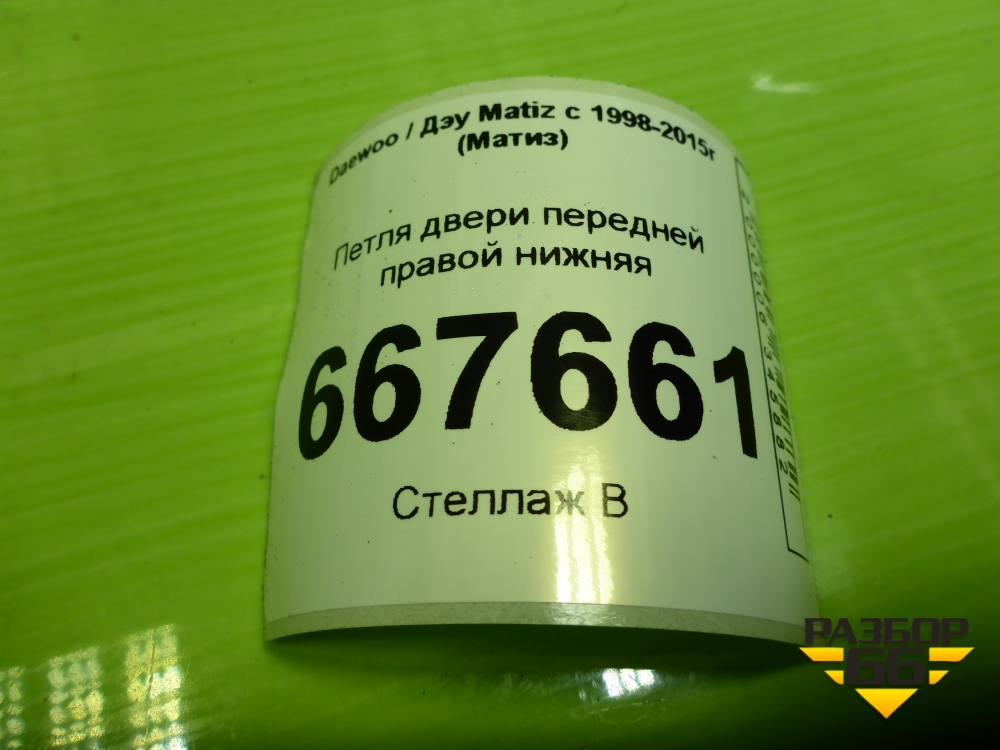 Daewoo / Дэу Matiz с 1998-2015г
(Матиз)
Петля двери передней
правой нижняя
667661
Стеллаж В
РАЗБОР
66